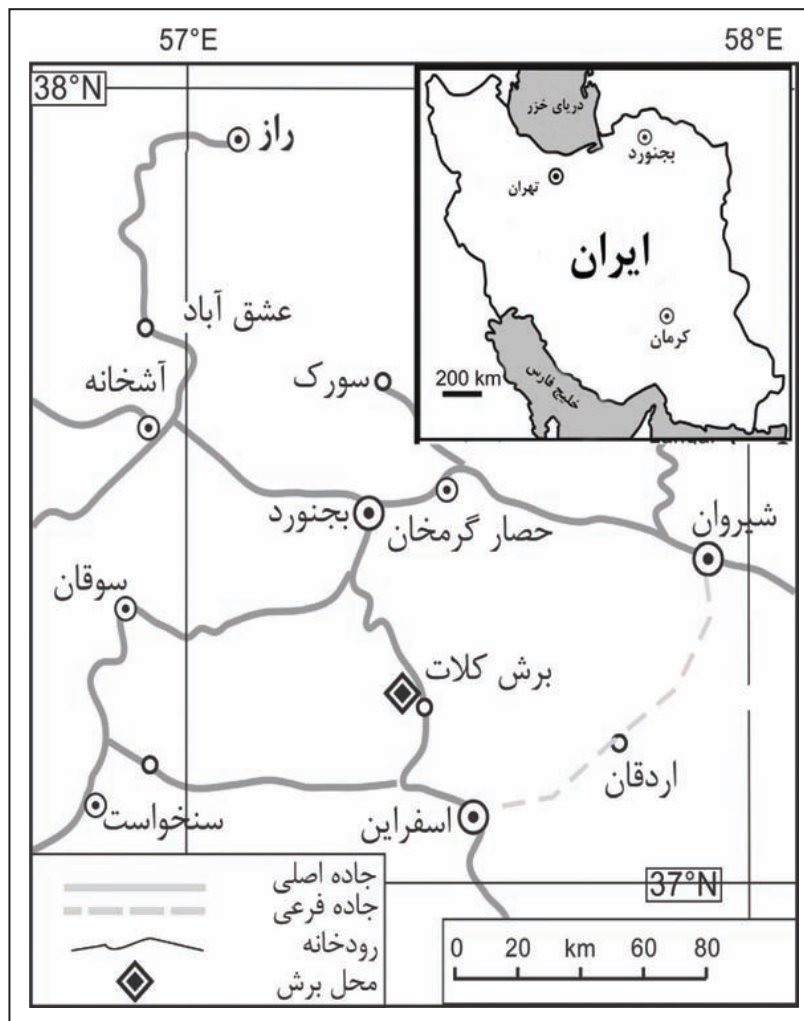 57°E
58°E
38°N
راز
عشق آباد
آشخانه
سورک
بجنورد
حصار گرمخان
شیروان
سوقان
برش کلات
اردقان
سنخواست
اسفراین
37°N
دریای خزر
بجنورد
تهران
ایران
کرمان
خلیج فارس
200 km
جاده اصلی
جاده فرعی
رودخانه
محل برش
0 20 km 60 80